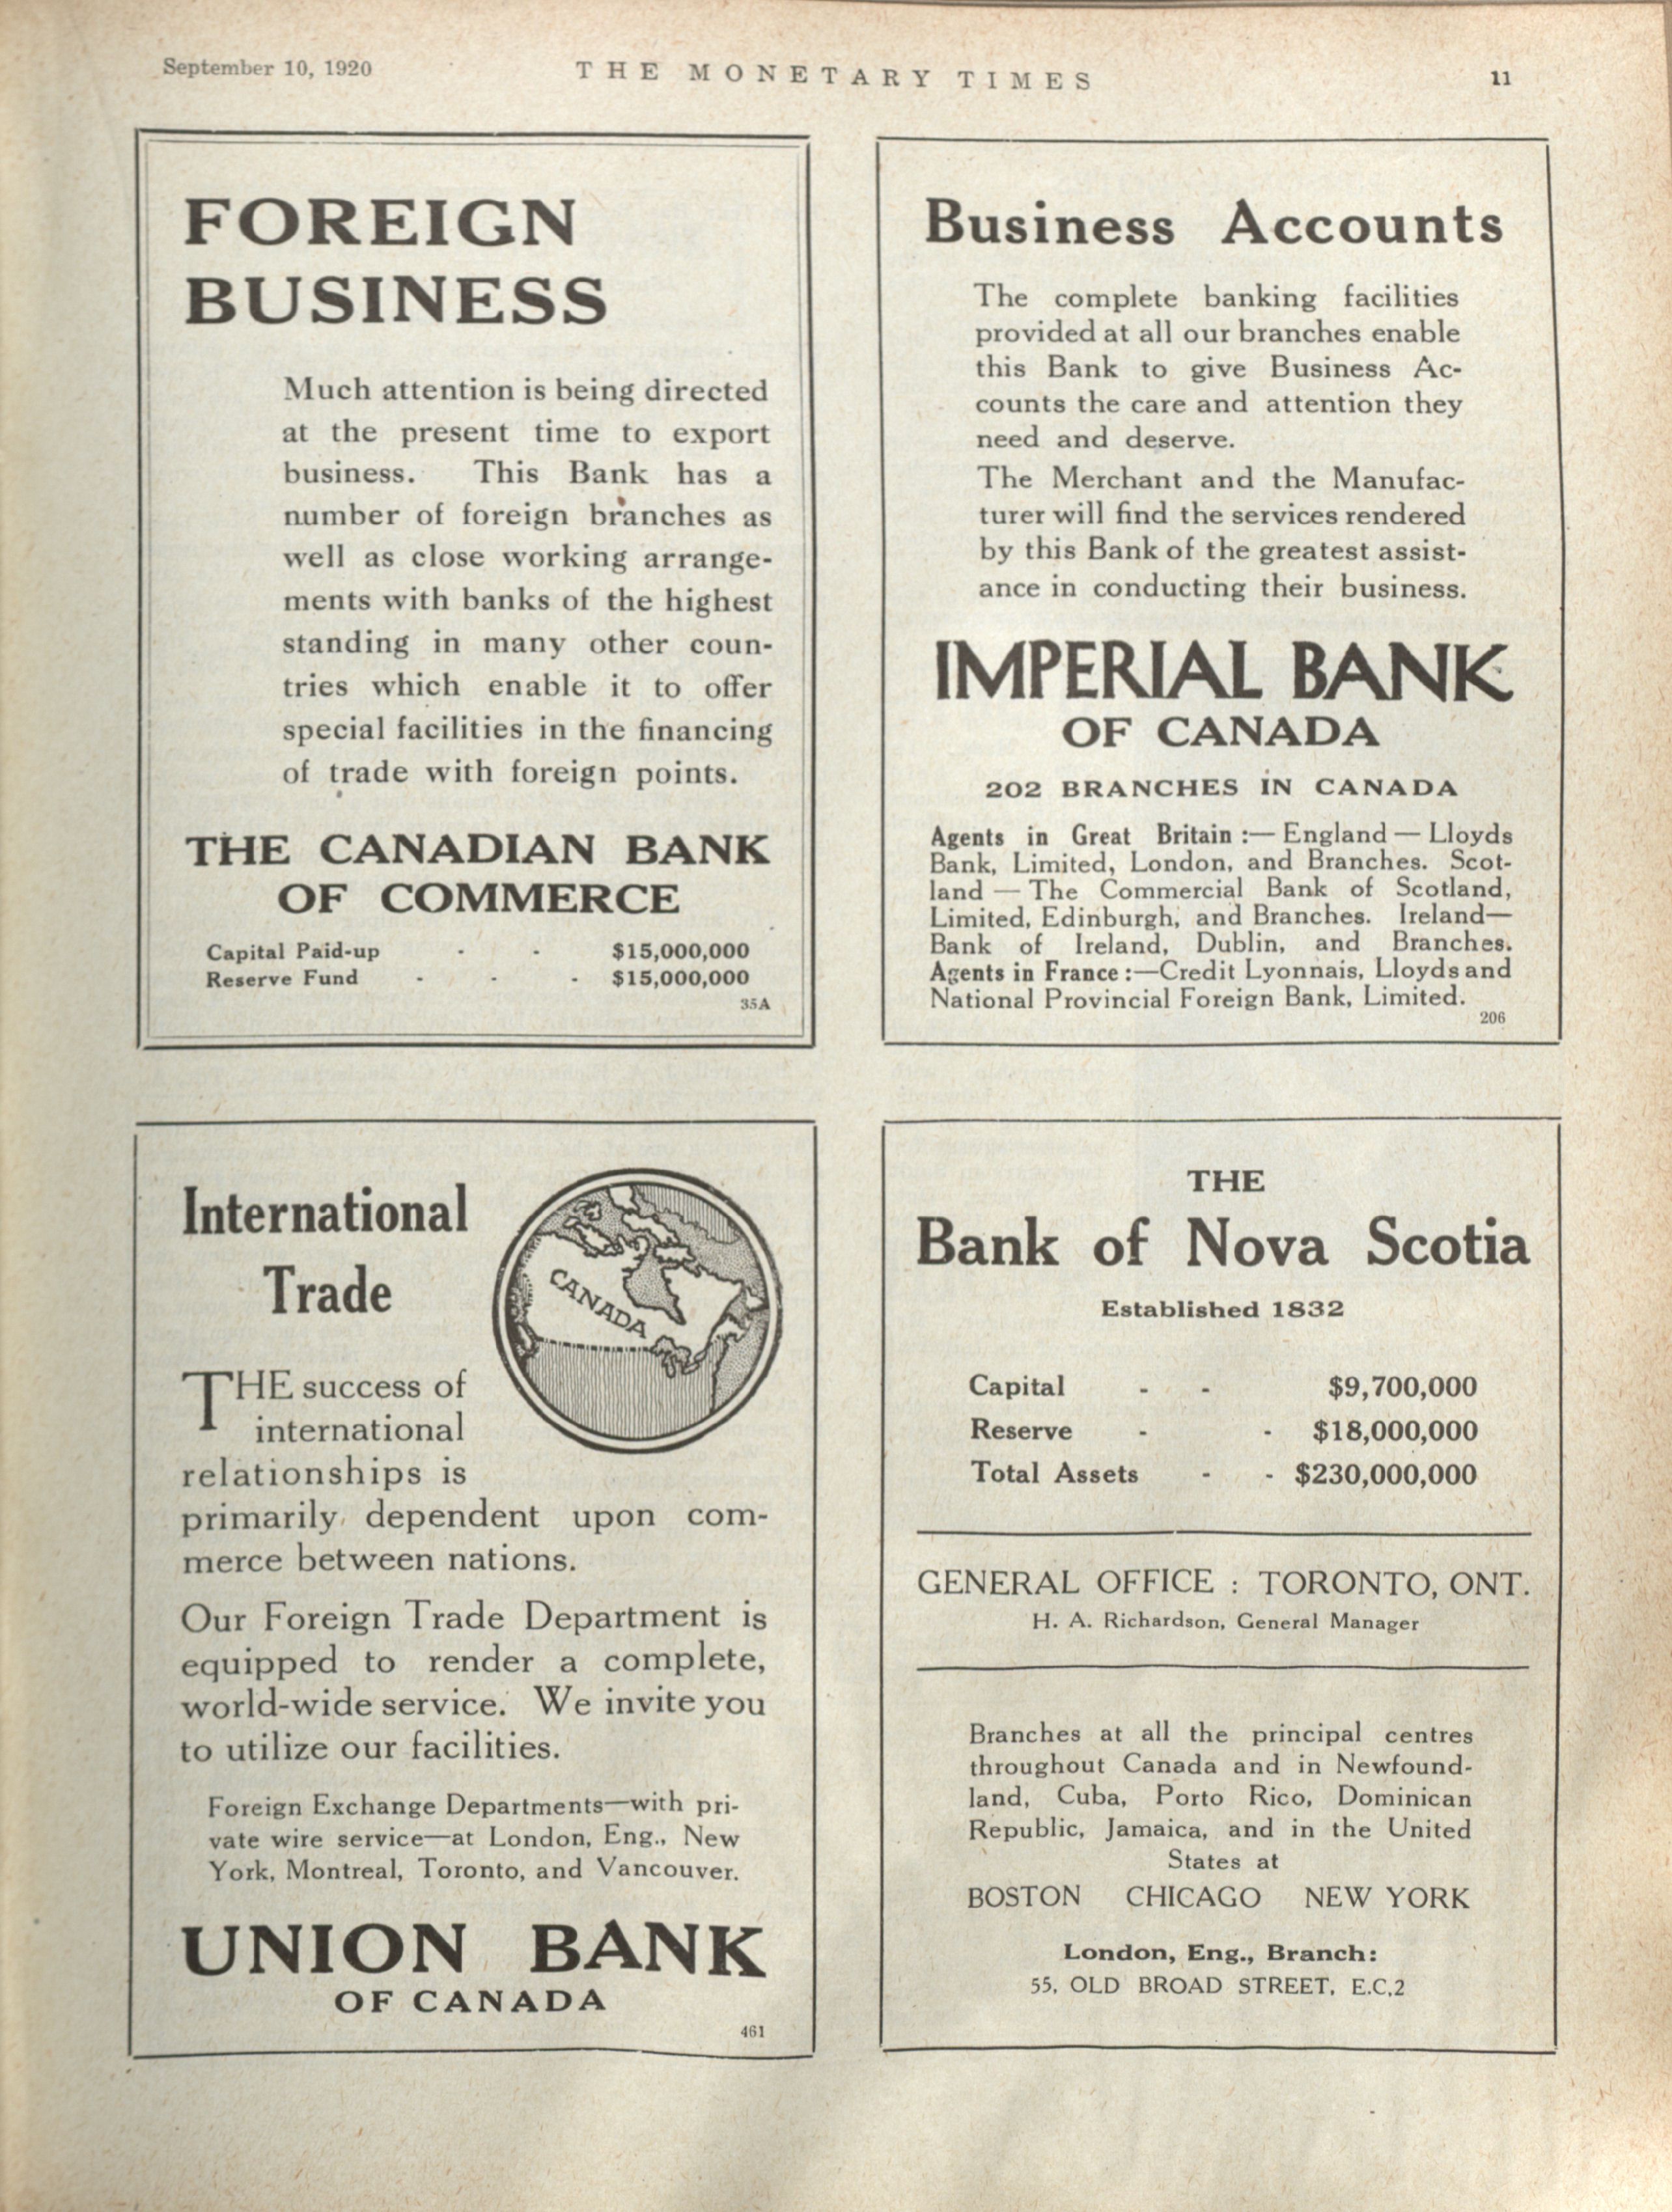 September 10, 1920
THE MONETARY TIMES
11
FOREIGN
BUSINESS
Much attention is being directed
at the present time to export
business. This Bank has a
number of foreign branches as
well as close working arrange-
ments with banks of the highest
standing in many other coun-
tries which enable it to offer
special facilities in the financing
of trade with foreign points.
THE CANADIAN BANK
OF COMMERCE
Capital Paid-up - - $15,000,000
Reserve Fund - - - $15,000,000
35A
Business Accounts
The complete banking facilities
provided at all our branches enable
this Bank to give Business Ac-
counts the care and attention they
need and deserve.
The Merchant and the Manufac-
turer will find the services rendered
by this Bank of the greatest assist-
ance in conducting their business.
IMPERIAL BANK
OF CANADA
202 BRANCHES IN CANADA
Agents in Great Britain :— England — Lloyds
Bank, Limited, London, and Branches. Scot-
land — The Commercial Bank of Scotland,
Limited, Edinburgh, and Branches. Ireland—
Bank of Ireland, Dublin, and Branches.
Agents in France :—Credit Lyonnais, Lloyds and
National Provincial Foreign Bank, Limited.
206
International
Trade
CANADA
THE success of
international
relationships is
primarily dependent upon com-
merce between nations.
Our Foreign Trade Department is
equipped to render a complete,
world-wide service. We invite you
to utilize our facilities.
Foreign Exchange Departments—with pri-
vate wire service—at London, Eng., New
York, Montreal, Toronto, and Vancouver.
UNION BANK
OF CANADA
461
THE
Bank of Nova Scotia
Established 1832
Capital - - $9,700,000
Reserve - - $18,000,000
Total Assets - - $230,000,000
GENERAL OFFICE : TORONTO, ONT.
H. A. Richardson, General Manager
Branches at all the principal centres
throughout Canada and in Newfound-
land, Cuba, Porto Rico, Dominican
Republic, Jamaica, and in the United
States at
BOSTON CHICAGO NEW YORK
London, Eng., Branch:
55, OLD BROAD STREET, E.C.2